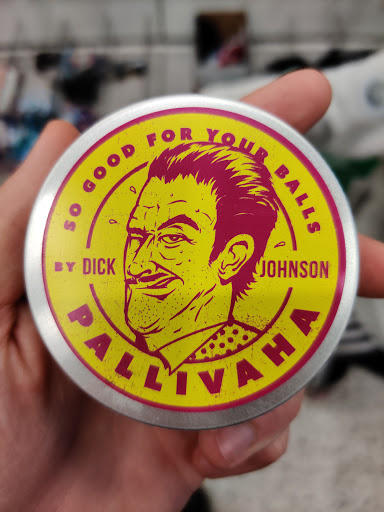 SO GOOD FOR YOUR BALLS
BY DICK JOHNSON
PALLIVAHA